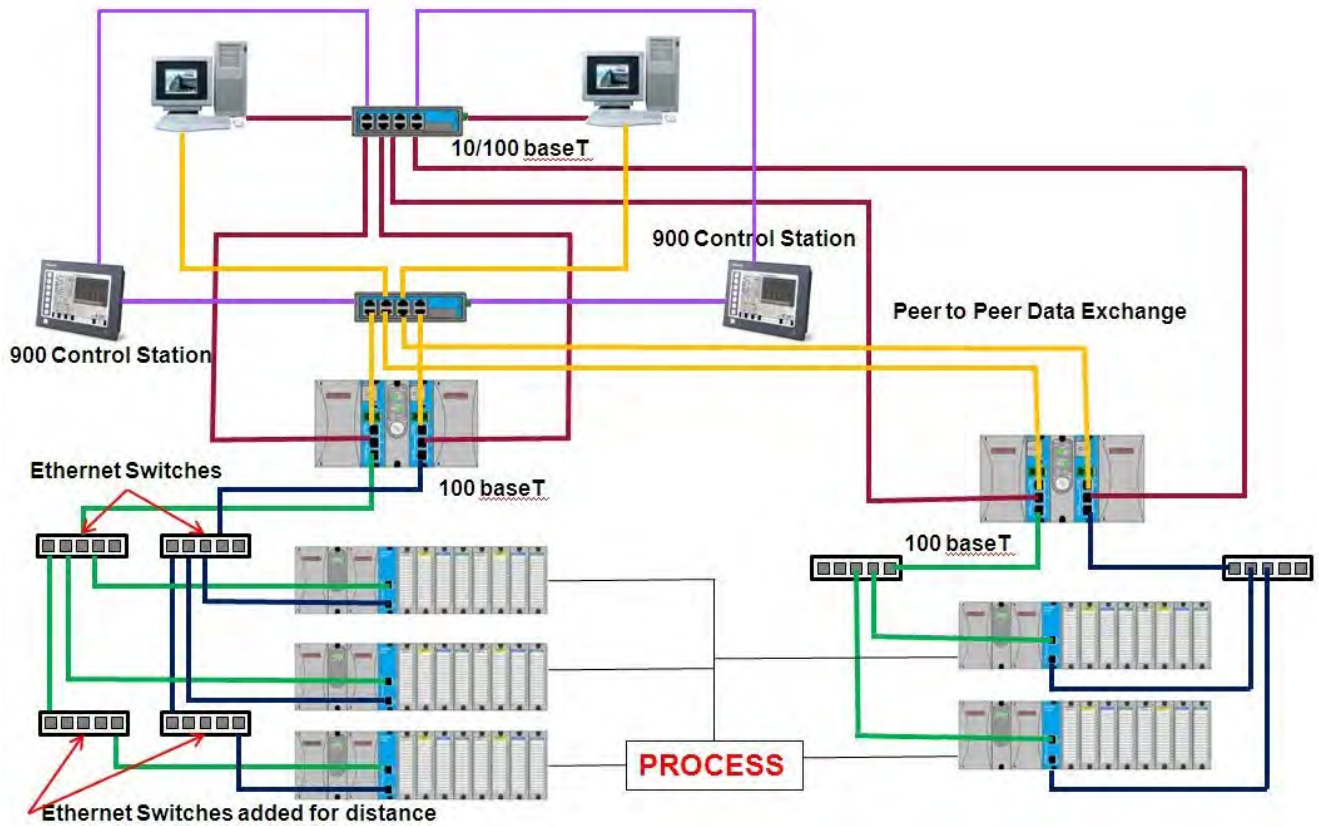 10/100 baseT
900 Control Station
Peer to Peer Data Exchange
900 Control Station
Ethernet Switches
100 baseT
100 baseT
PROCESS
Ethernet Switches added for distance